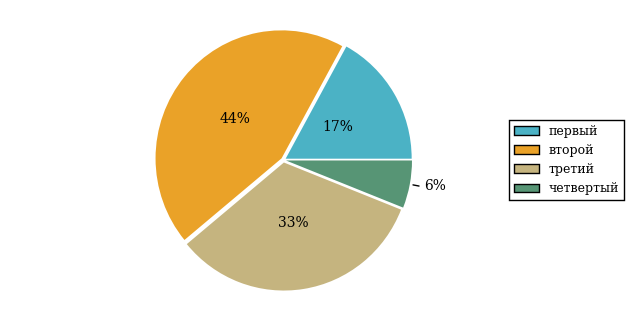 44%
17%
33%
6%
первый
второй
третий
четвертый